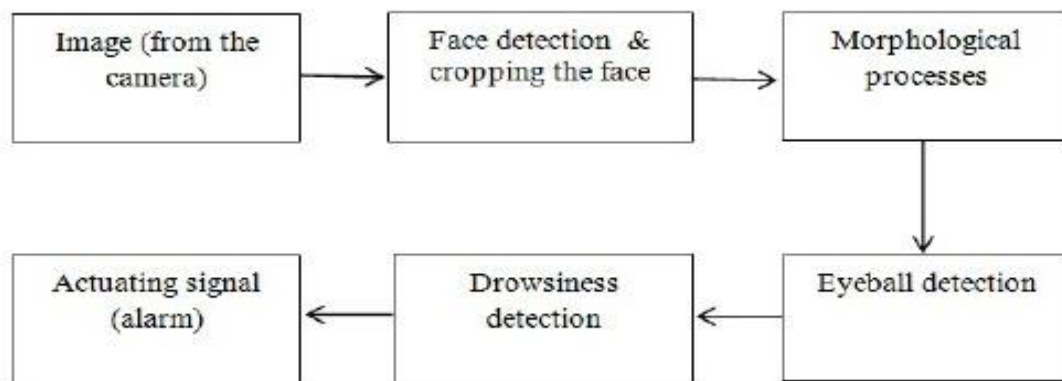 Image (from the
camera)
Face detection &
cropping the face
Morphological
processes
Eyeball detection
Drowsiness
detection
Actuating signal
(alarm)